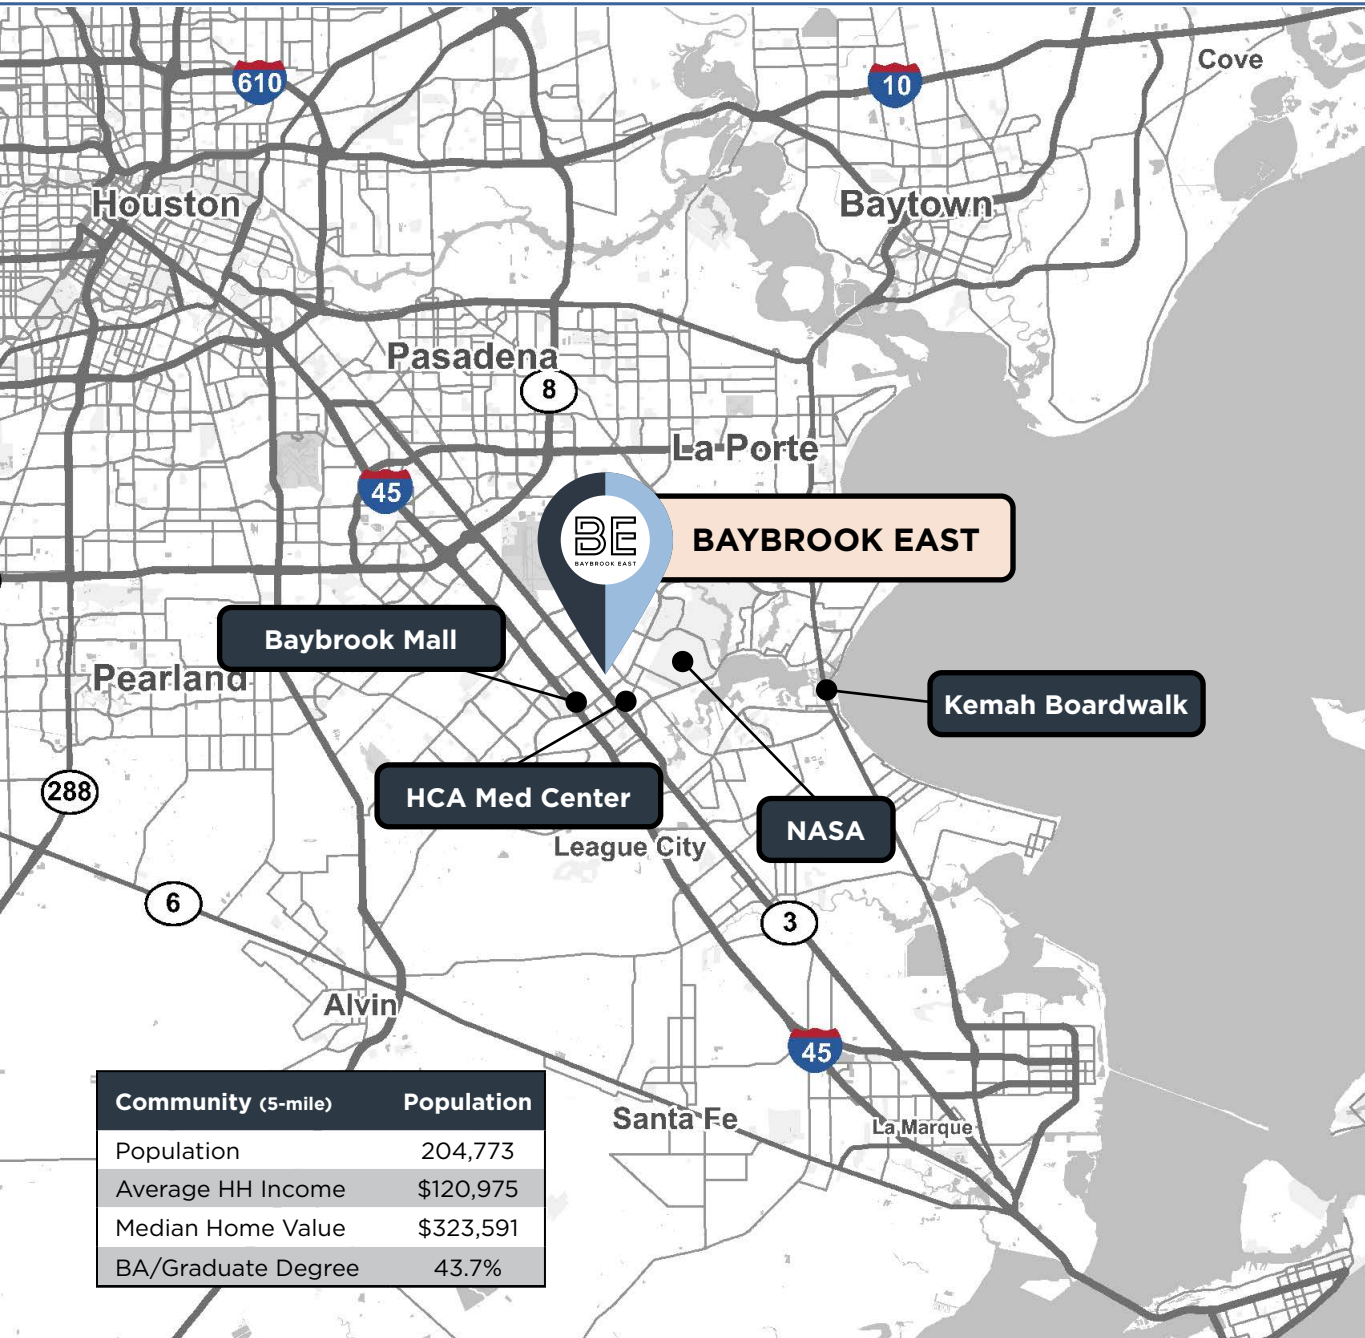 Cove
610
10
Houston
Baytown
Pasadena
8
La Porte
45
BE
BAYBROOK EAST
BAYBROOK EAST
Baybrook Mall
Pearland
Kemah Boardwalk
288
HCA Med Center
NASA
League City
6
3
Alvin
45
Santa Fe
La Marque
Community (5-mile) Population
Population 204,773
Average HH Income $120,975
Median Home Value $323,591
BA/Graduate Degree 43.7%